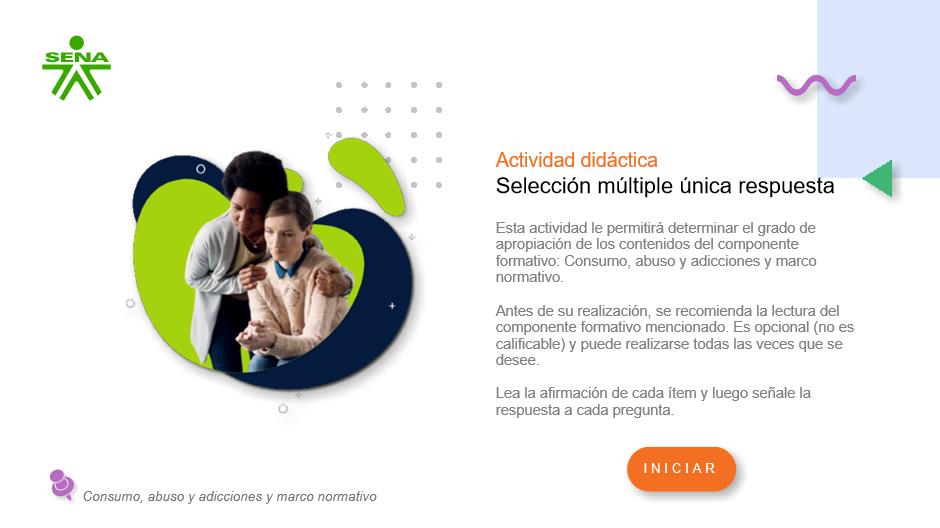 SENA
Actividad didáctica
Selección múltiple única respuesta
Esta actividad le permitirá determinar el grado de
apropiación de los contenidos del componente
formativo: Consumo, abuso y adicciones y marco
normativo.
Antes de su realización, se recomienda la lectura del
componente formativo mencionado. Es opcional (no es
calificable) y puede realizarse todas las veces que se
desee.
Lea la afirmación de cada ítem y luego señale la
respuesta a cada pregunta.
INICIAR
Consumo, abuso y adicciones y marco normativo